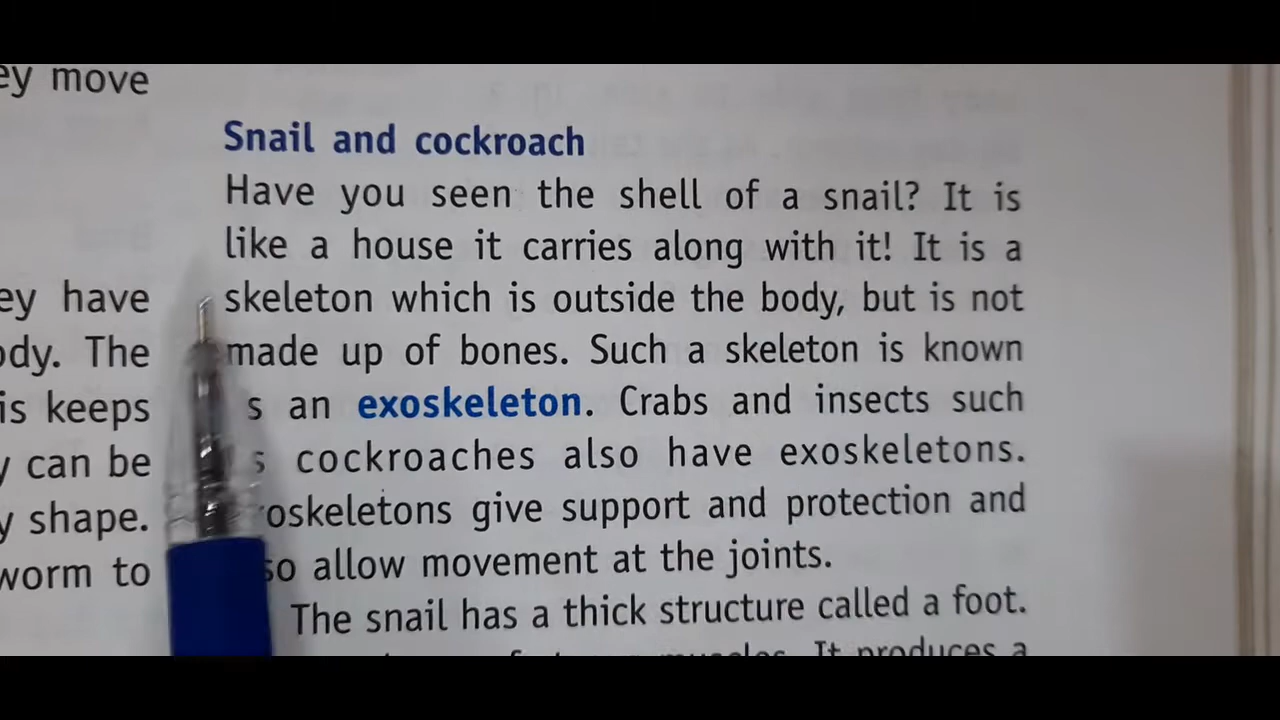 ey move
ey have
ody. The
is keeps
y can be
y shape.
worm to
Snail and cockroach
Have you seen the shell of a snail? It is
like a house it carries along with it! It is a
skeleton which is outside the body, but is not
made up of bones. Such a skeleton is known
s an exoskeleton. Crabs and insects such
s cockroaches also have exoskeletons.
oskeletons give support and protection and
so allow movement at the joints.
The snail has a thick structure called a foot.
muscles. It produces a